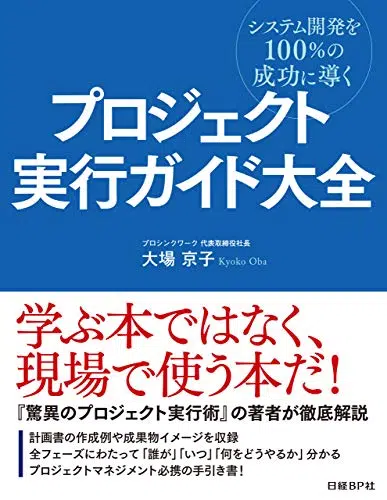 システム開発を
100%の
成功に導く
プロジェクト
実行ガイド大全
プロシンクワーク 代表取締役社長
大場 京子 Kyoko Oba
学ぶ本ではなく、
現場で使う本だ!
『驚異のプロジェクト実行術』の著者が徹底解説
計画書の作成例や成果物イメージを収録
全フェーズにわたって「誰が」「いつ」「何をどうやるか」分かる
プロジェクトマネジメント必携の手引き書!
日経BP社